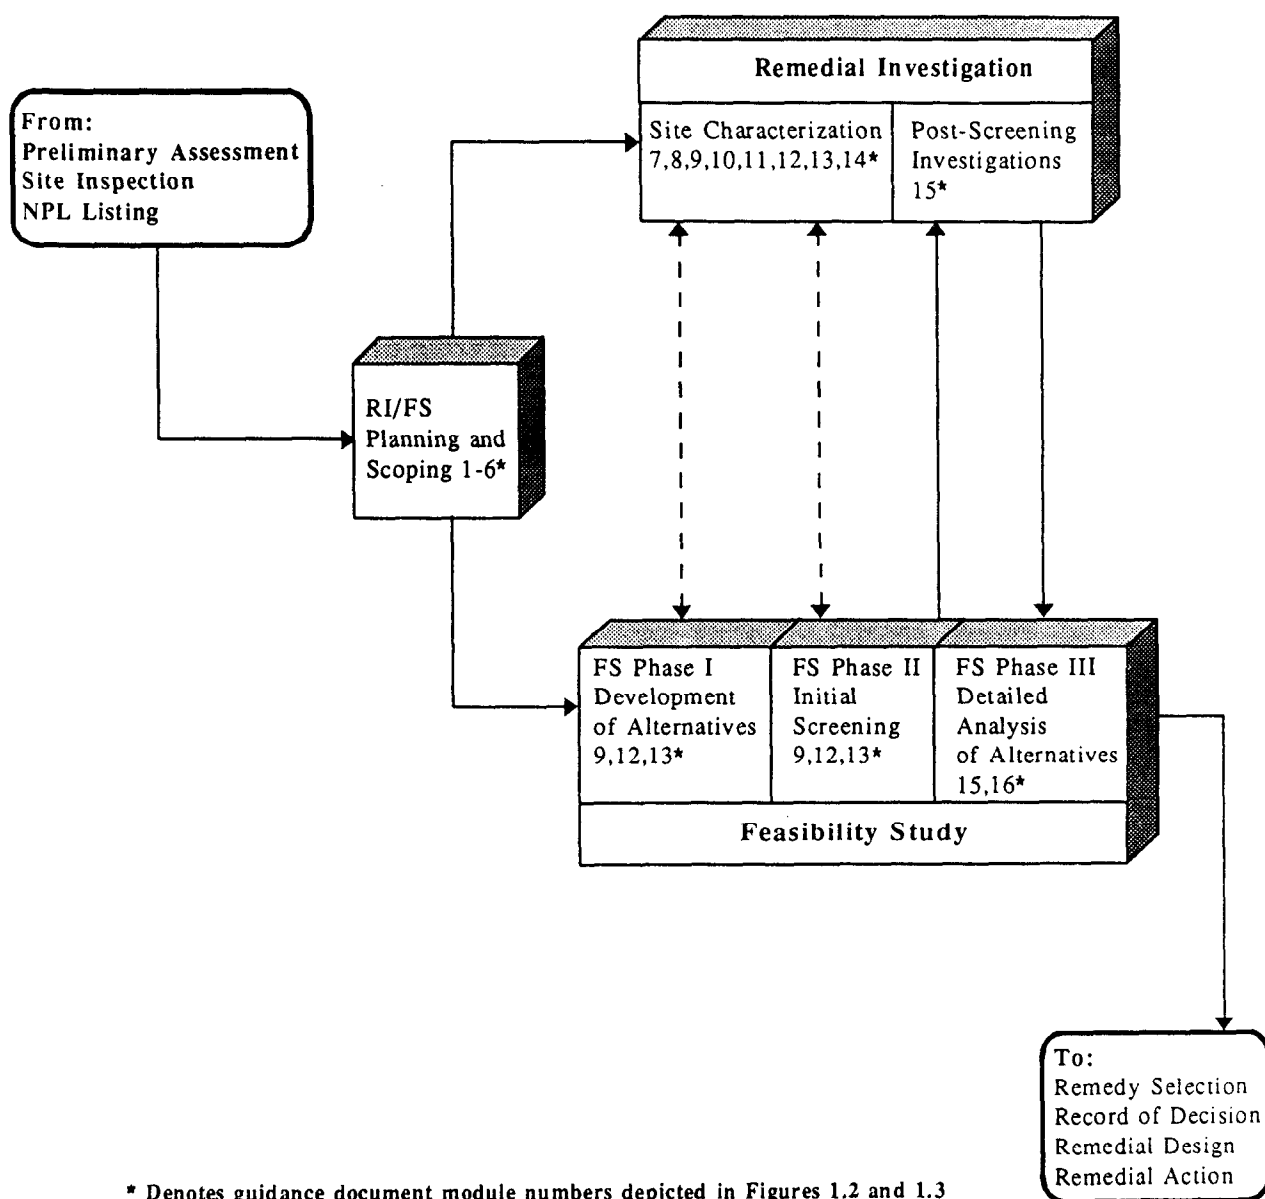 Remedial Investigation
From:
Preliminary Assessment
Site Inspection
NPL Listing
Site Characterization
7,8,9,10,11,12,13,14*
Post-Screening
Investigations
15*
RI/FS
Planning and
Scoping 1-6*
FS Phase I
Development
of Alternatives
9,12,13*
FS Phase II
Initial
Screening
9,12,13*
FS Phase III
Detailed
Analysis
of Alternatives
15,16*
Feasibility Study
To:
Remedy Selection
Record of Decision
Remedial Design
Remedial Action
* Denotes guidance document module numbers depicted in Figures 1.2 and 1.3